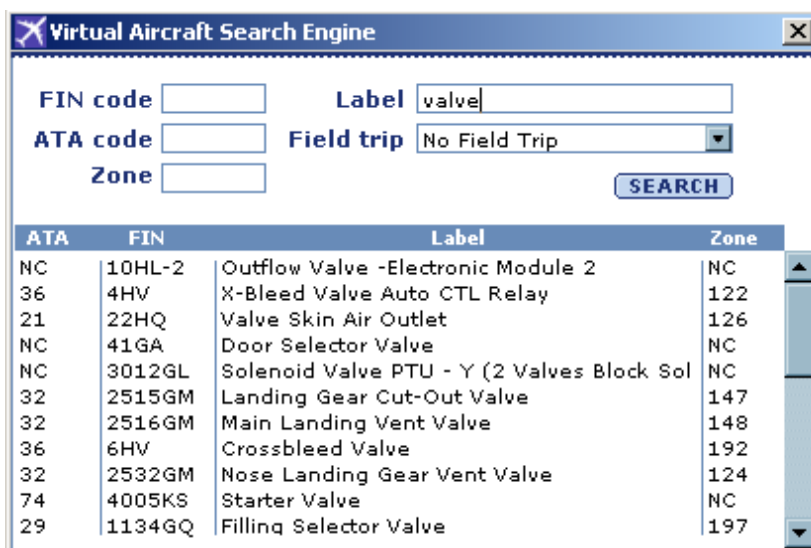 Virtual Aircraft Search Engine
FIN code Label valve
ATA code Field trip No Field Trip
Zone
SEARCH
ATA FIN Label Zone
NC 10HL-2 Outflow Valve -Electronic Module 2 NC
36 4HV X-Bleed Valve Auto CTL Relay 122
21 22HQ Valve Skin Air Outlet 126
NC 41GA Door Selector Valve NC
NC 3012GL Solenoid Valve PTU - Y (2 Valves Block Sol NC
32 2515GM Landing Gear Cut-Out Valve 147
32 2516GM Main Landing Vent Valve 148
36 6HV Crossbleed Valve 192
32 2532GM Nose Landing Gear Vent Valve 124
74 4005KS Starter Valve NC
29 1134GQ Filling Selector Valve 197